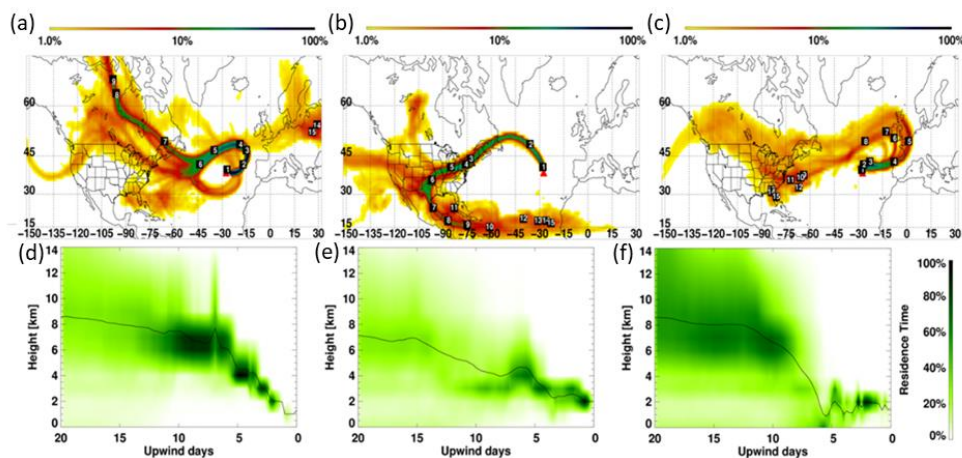 (a) (b) (c)
1.0% 10% 100% 1.0% 10% 100% 1.0% 10% 100%
60 60 60
45 45 45
30 30 30
15 15 15 15
-150 -135 -120 -105 -90 -75 -60 -45 -30 -15 0 15 30 -150 -135 -120 -105 -90 -75 -60 -45 -30 -15 0 15 30 -150 -135 -120 -105 -90 -75 -60 -45 -30 -15 0 15 30
(d) (e) (f)
14 14 14 100%
12 12 12
10 10 10 80%
8 8 8 60%
6 6 6
4 4 4 40%
2 2 2 20%
0 0 0 0%
Height [km] Height [km] Height [km] Residence Time
20 15 10 5 0 20 15 10 5 0 20 15 10 5 0
Upwind days Upwind days Upwind days